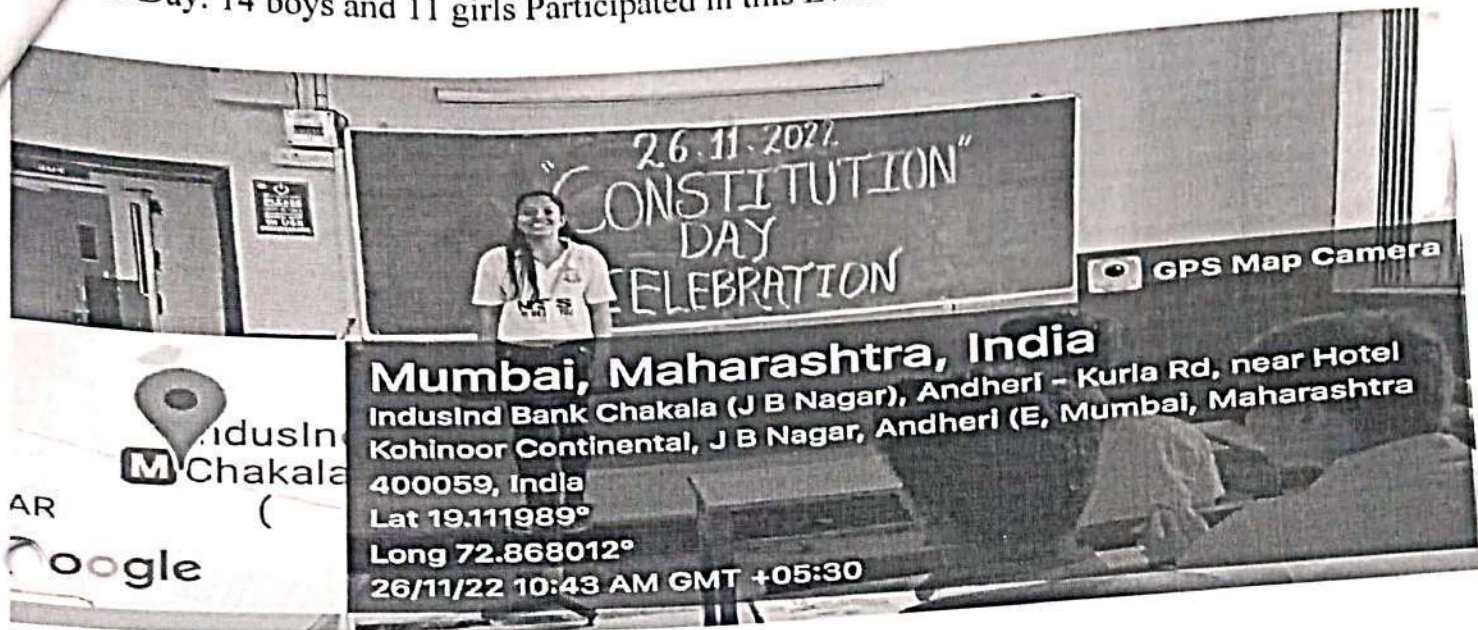 Day. 14 boys and 11 girls Participated in this
26.11.2022
"CONSTITUTION"
DAY
CELEBRATION
GPS Map Camera
Mumbai, Maharashtra, India
IndusInd Bank Chakala (J B Nagar), Andheri - Kurla Rd, near Hotel
Kohinoor Continental, J B Nagar, Andheri (E, Mumbai, Maharashtra
400059, India
Lat 19.111989°
Long 72.868012°
26/11/22 10:43 AM GMT +05:30
M
Chakala
(
AR
Google